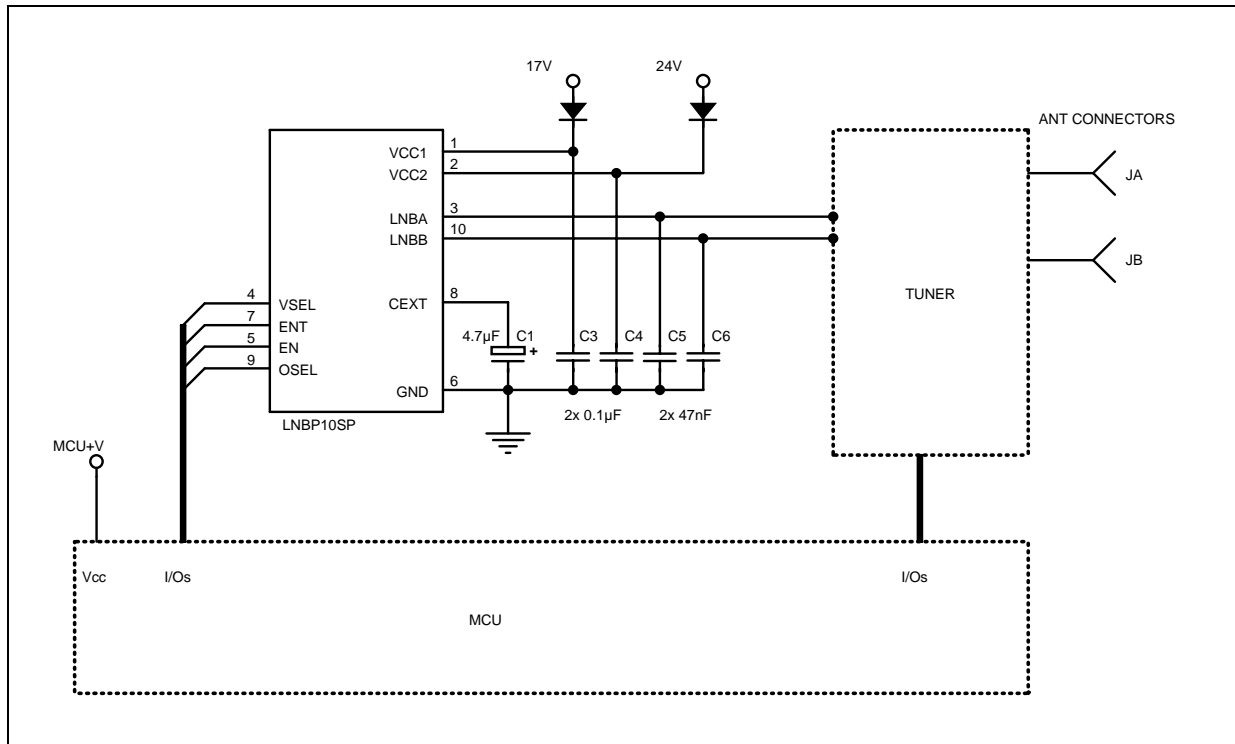 17V
24V
ANT CONNECTORS
VCC1 1
VCC2 2
JA
LNBA 3
LNBB 10
JB
TUNER
4 VSEL
CEXT 8
7 ENT
4.7µF C1 + C3 C4 C5 C6
5 EN
9 OSEL
GND 6
2x 0.1µF 2x 47nF
LNBP10SP
MCU+V
Vcc I/Os I/Os
MCU